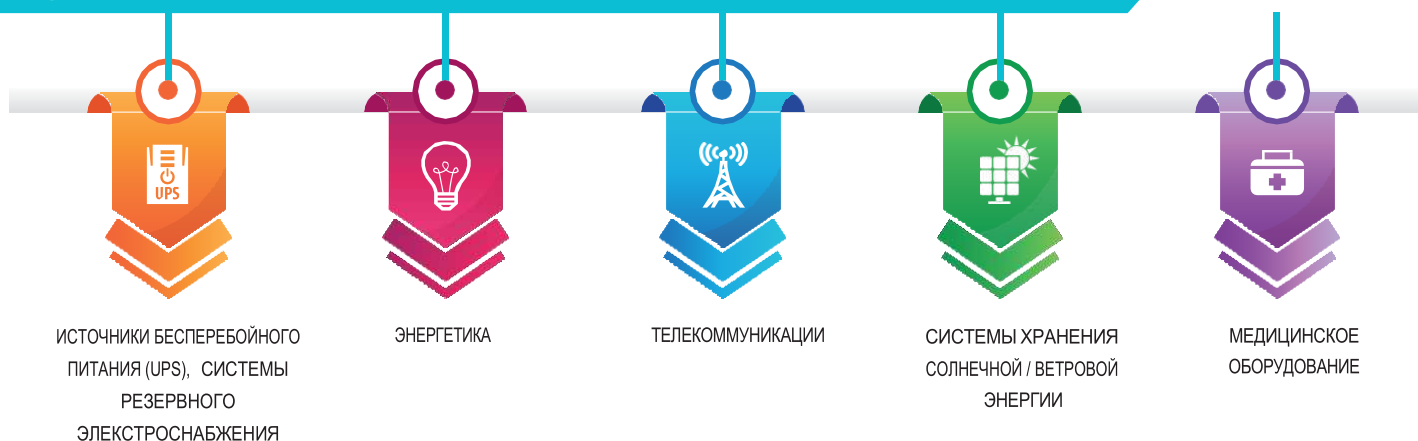 UPS
ИСТОЧНИКИ БЕСПЕРЕБОЙНОГО
ПИТАНИЯ (UPS), СИСТЕМЫ
РЕЗЕРВНОГО
ЭЛЕКСТРОСНАБЖЕНИЯ
ЭНЕРГЕТИКА
ТЕЛЕКОММУНИКАЦИИ
СИСТЕМЫ ХРАНЕНИЯ
СОЛНЕЧНОЙ / ВЕТРОВОЙ
ЭНЕРГИИ
МЕДИЦИНСКОЕ
ОБОРУДОВАНИЕ